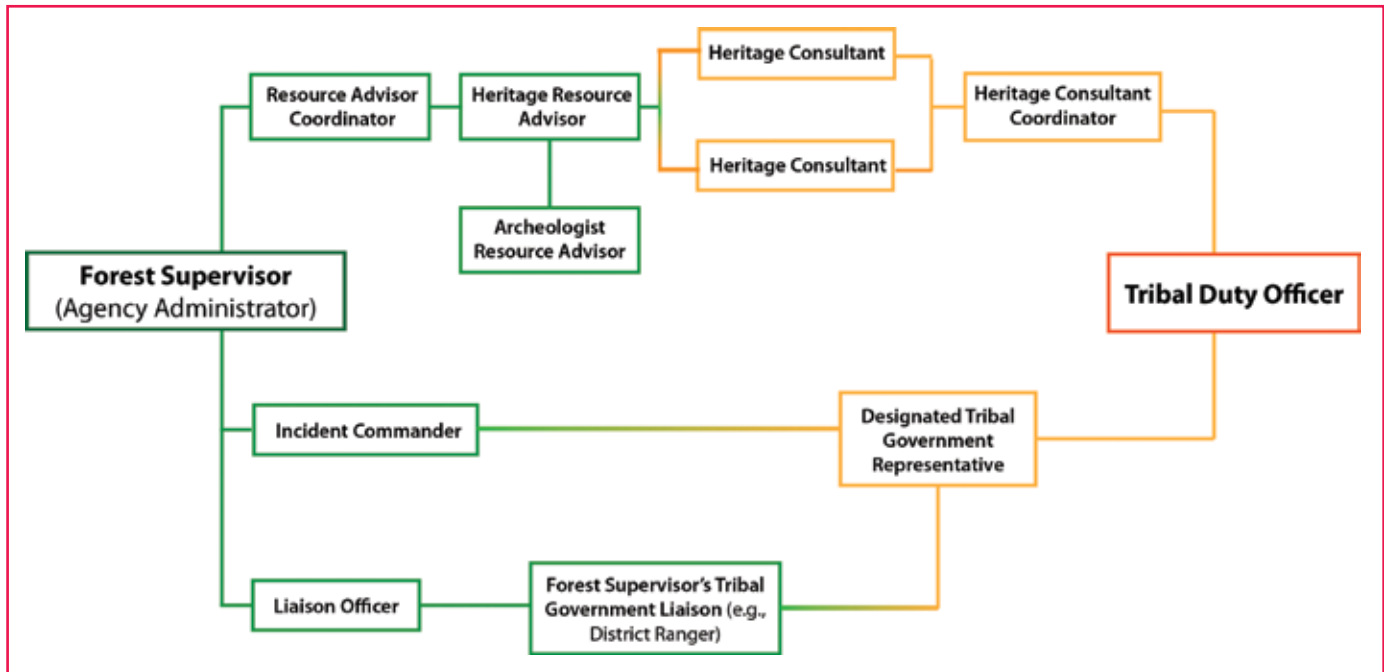 Heritage Consultant
Resource Advisor
Coordinator
Heritage Resource
Advisor
Heritage Consultant
Coordinator
Heritage Consultant
Archeologist
Resource Advisor
Forest Supervisor
(Agency Administrator)
Tribal Duty Officer
Incident Commander
Designated Tribal
Government
Representative
Liaison Officer
Forest Supervisor’s Tribal
Government Liaison (e.g.,
District Ranger)